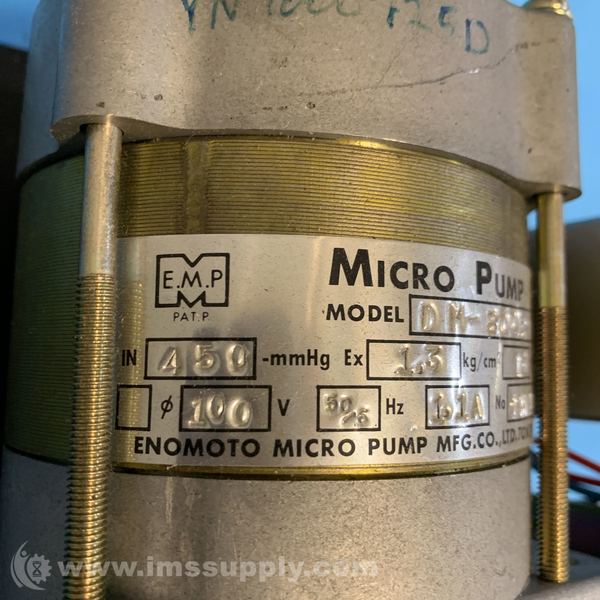 E.M.P
M
PAT.P
MICRO PUMP
MODEL
IN 450 -mmHg Ex 1.3 kg/cm²
φ 100 V 50 Hz 1.1A No
ENOMOTO MICRO PUMP MFG.CO.,LTD.
www.imssupply.com